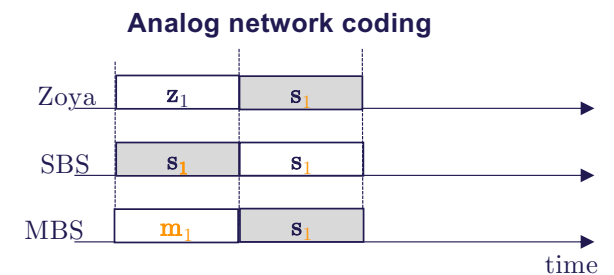 Analog network coding
Zoya z₁ s₁
SBS s₁ s₁
MBS m₁ s₁
time